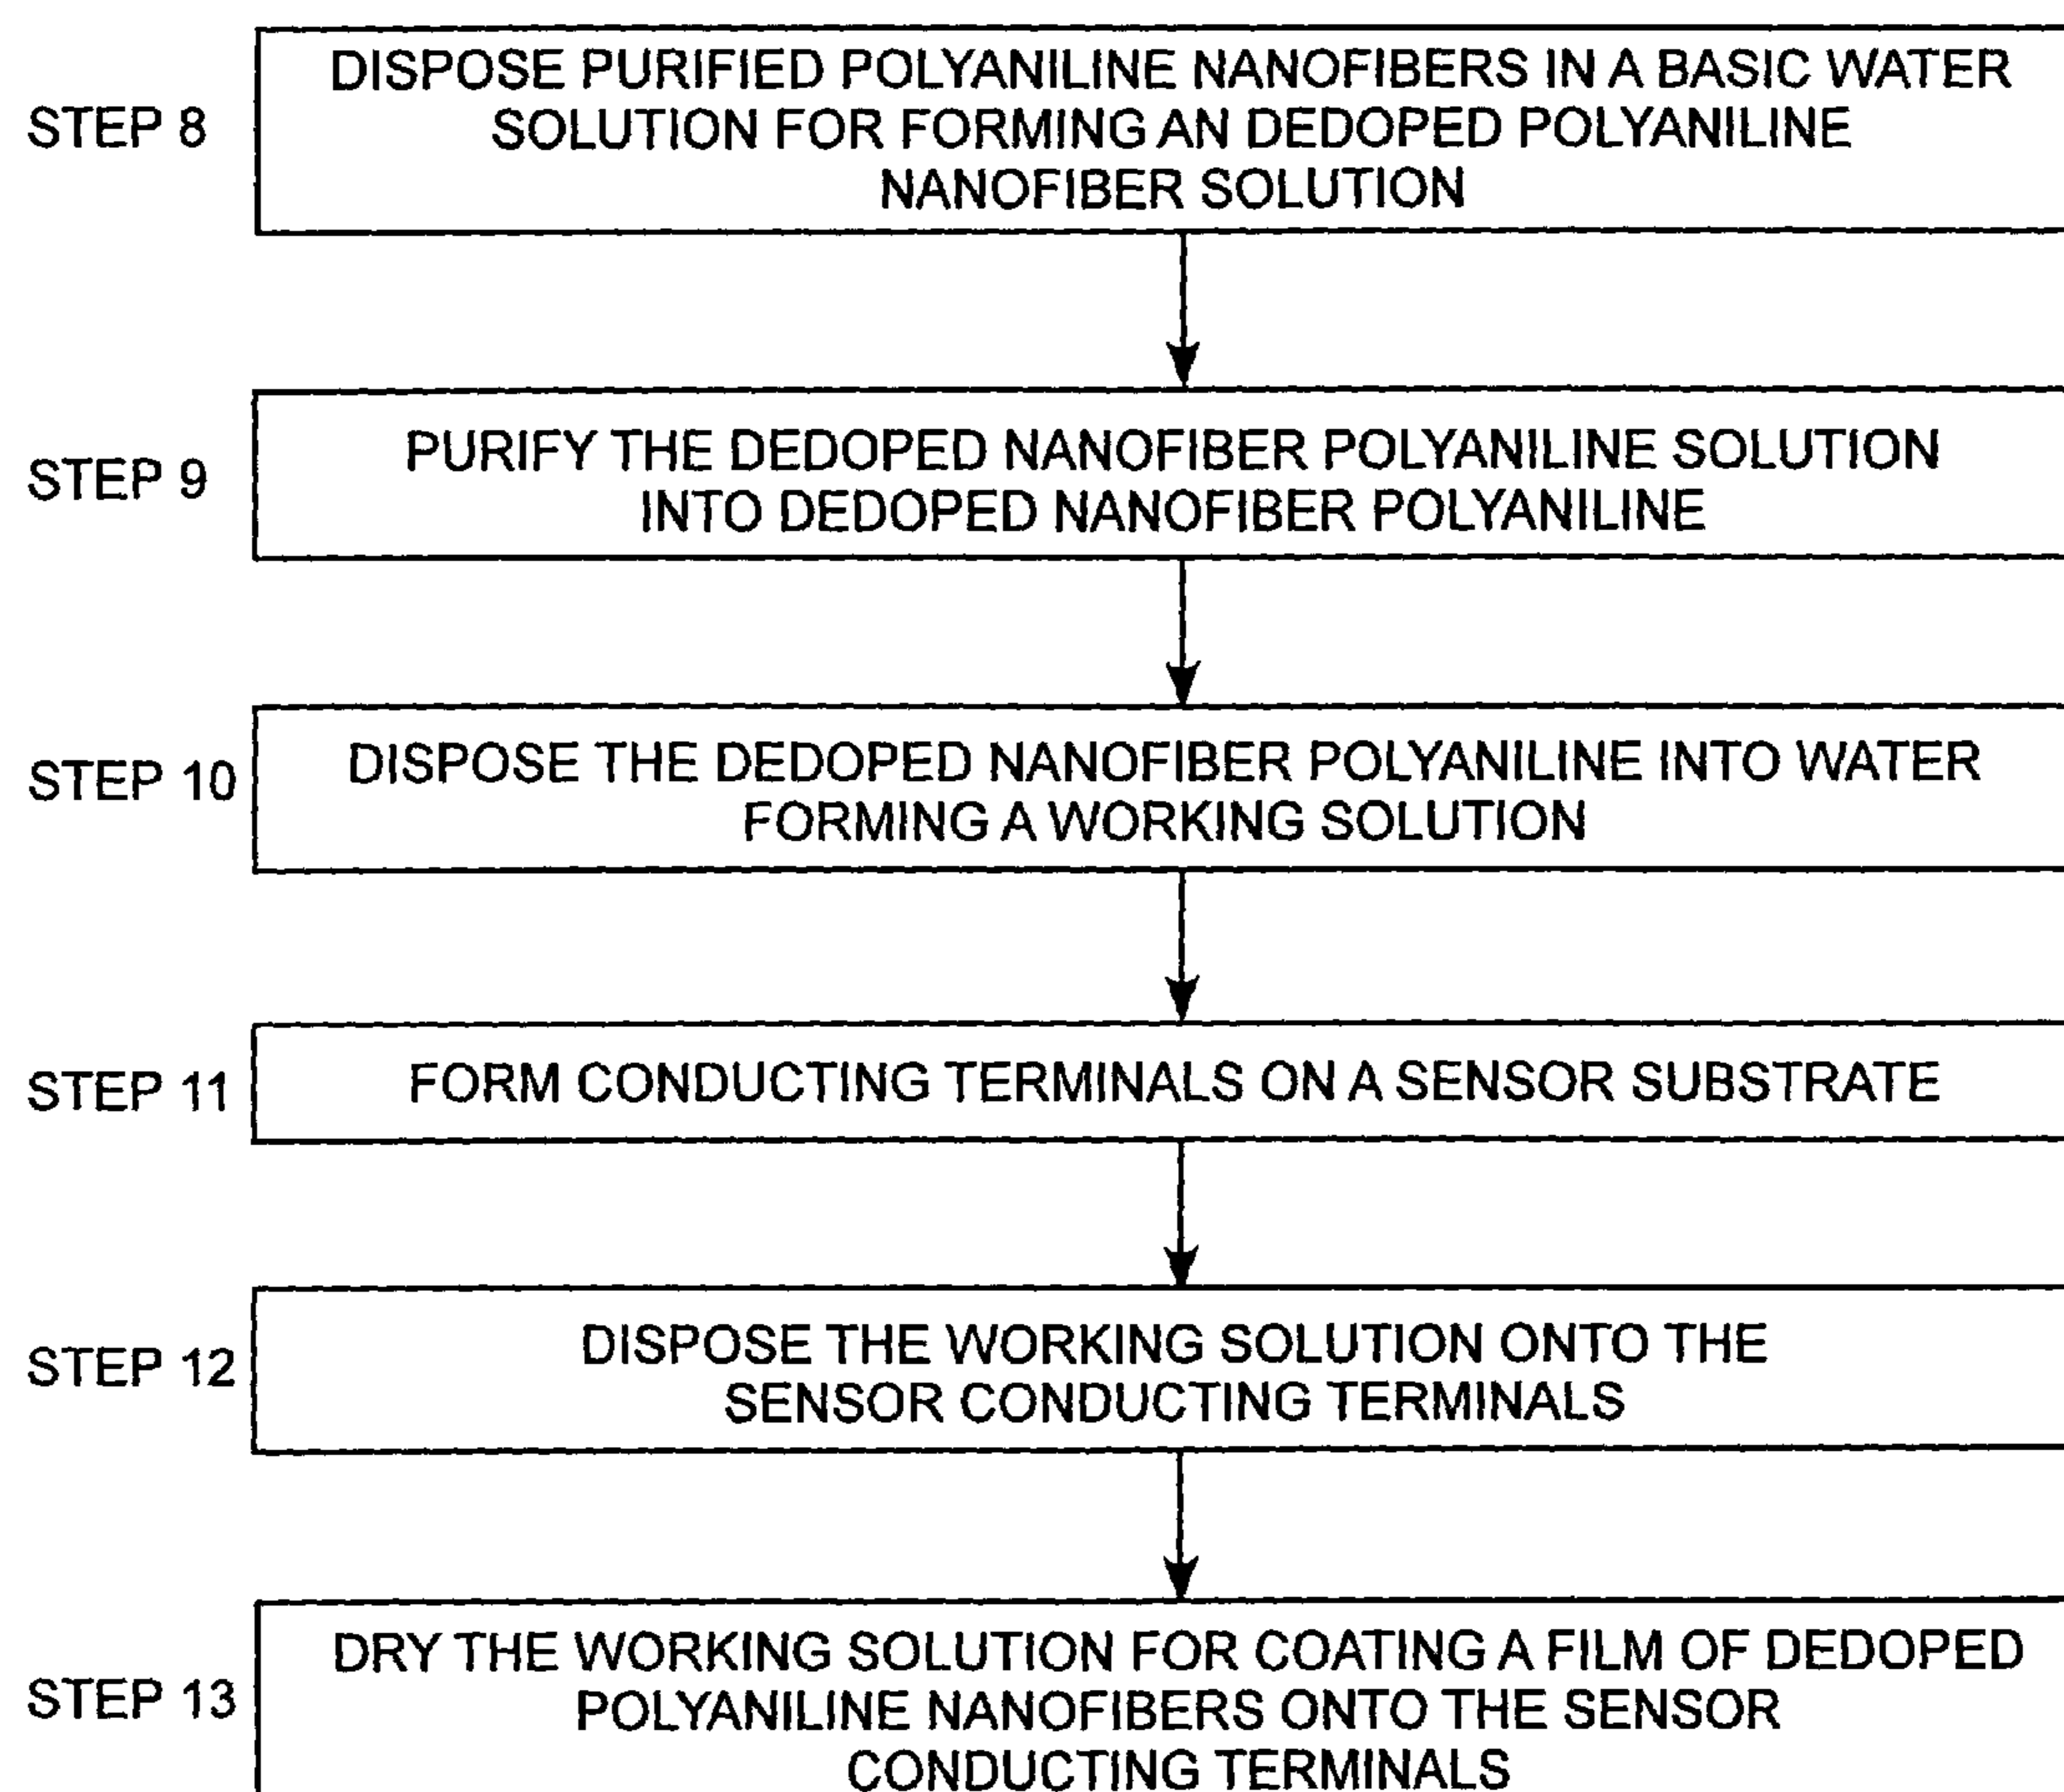 STEP 8
DISPOSE PURIFIED POLYANILINE NANOFIBERS IN A BASIC WATER
SOLUTION FOR FORMING AN DEDOPED POLYANILINE
NANOFIBER SOLUTION
STEP 9
PURIFY THE DEDOPED NANOFIBER POLYANILINE SOLUTION
INTO DEDOPED NANOFIBER POLYANILINE
STEP 10
DISPOSE THE DEDOPED NANOFIBER POLYANILINE INTO WATER
FORMING A WORKING SOLUTION
STEP 11
FORM CONDUCTING TERMINALS ON A SENSOR SUBSTRATE
STEP 12
DISPOSE THE WORKING SOLUTION ONTO THE
SENSOR CONDUCTING TERMINALS
STEP 13
DRY THE WORKING SOLUTION FOR COATING A FILM OF DEDOPED
POLYANILINE NANOFIBERS ONTO THE SENSOR
CONDUCTING TERMINALS